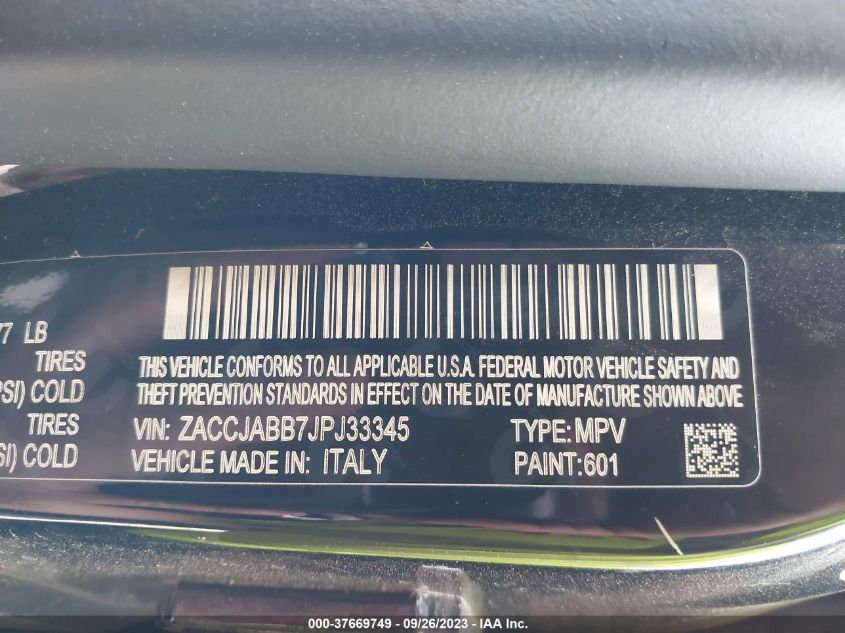 77 LB
TIRES
PSI) COLD
TIRES
SI) COLD
THIS VEHICLE CONFORMS TO ALL APPLICABLE U.S.A. FEDERAL MOTOR VEHICLE SAFETY AND
THEFT PREVENTION STANDARDS IN EFFECT ON THE DATE OF MANUFACTURE SHOWN ABOVE
VIN: ZACCJABB7JPJ33345 TYPE: MPV
VEHICLE MADE IN: ITALY PAINT:601
000-37669749 - 09/26/2023 - IAA Inc.